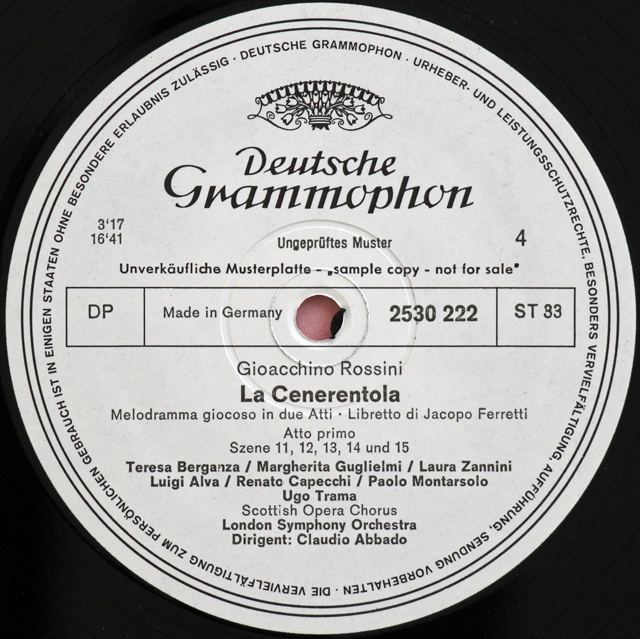 DIE VERVIELFÄLTIGUNG ZUM PERSÖNLICHEN GEBRAUCH IST IN EINIGEN STAATEN OHNE BESONDERE ERLAUBNIS ZULÄSSIG · DEUTSCHE GRAMMOPHON · URHEBER- UND LEISTUNGSSCHUTZRECHTE, BESONDERS VERVIELFÄLTIGUNG, AUFFÜHRUNG, SENDUNG VORBEHALTEN ·
Deutsche
Grammophon
3'17
16'41
Ungeprüftes Muster
4
Unverkäufliche Musterplatte - „sample copy - not for sale"
DP Made in Germany 2530 222 ST 33
Gioacchino Rossini
La Cenerentola
Melodramma giocoso in due Atti · Libretto di Jacopo Ferretti
Atto primo
Szene 11, 12, 13, 14 und 15
Teresa Berganza / Margherita Guglielmi / Laura Zannini
Luigi Alva / Renato Capecchi / Paolo Montarsolo
Ugo Trama
Scottish Opera Chorus
London Symphony Orchestra
Dirigent: Claudio Abbado